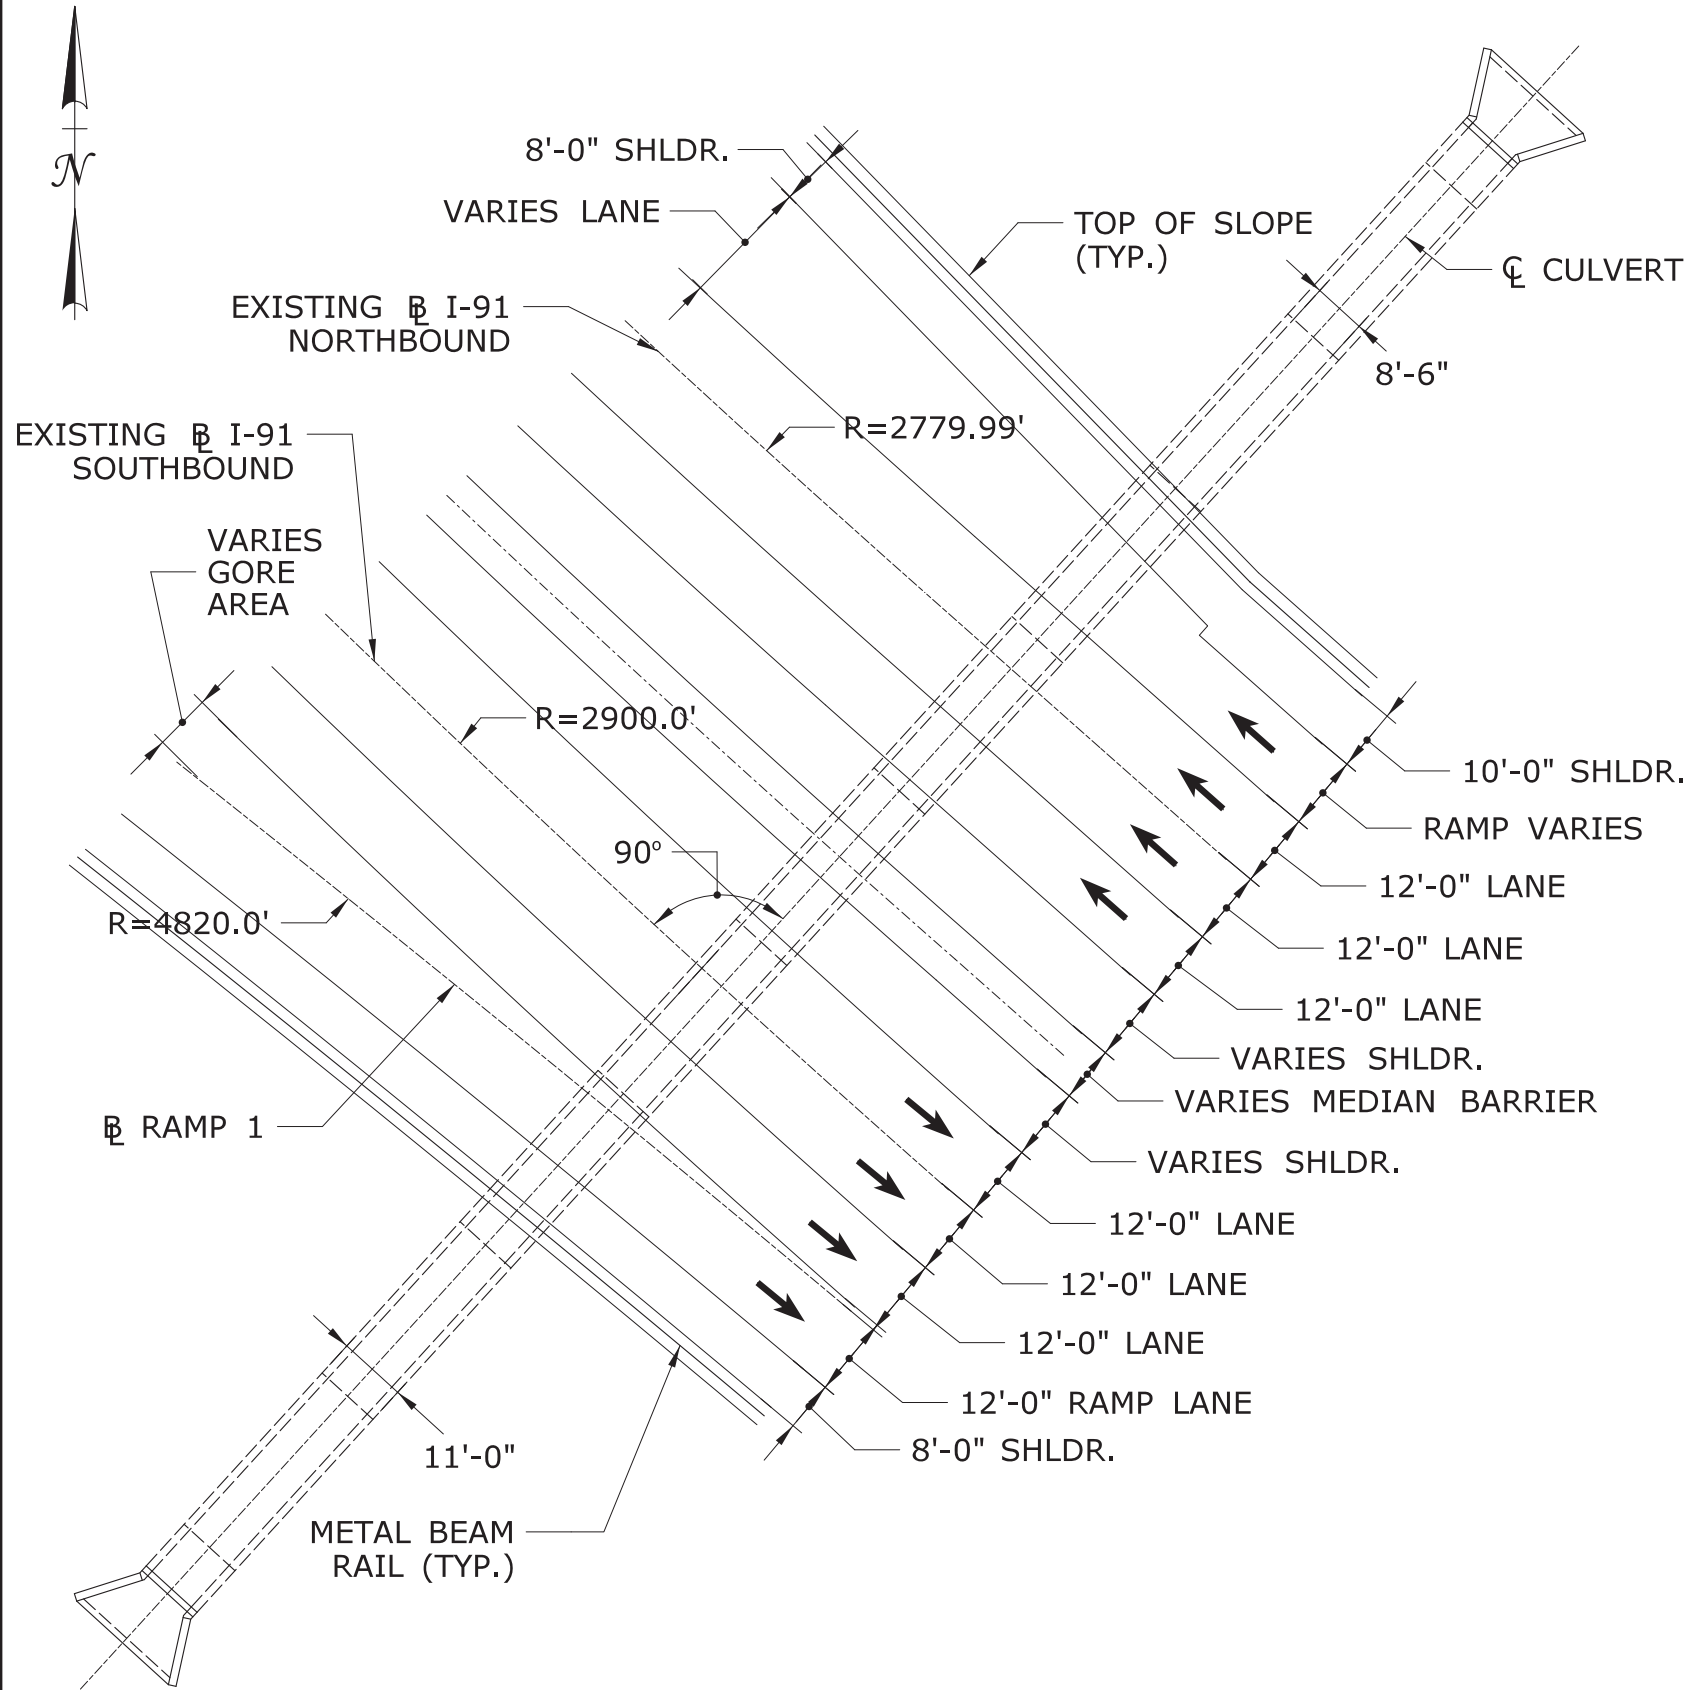 N
8'-0" SHLDR.
VARIES LANE
TOP OF SLOPE
(TYP.)
℄ CULVERT
EXISTING BL I-91
NORTHBOUND
8'-6"
R=2779.99'
EXISTING BL I-91
SOUTHBOUND
VARIES
GORE
AREA
R=2900.0'
10'-0" SHLDR.
RAMP VARIES
90°
12'-0" LANE
R=4820.0'
12'-0" LANE
12'-0" LANE
VARIES SHLDR.
VARIES MEDIAN BARRIER
BL RAMP 1
VARIES SHLDR.
12'-0" LANE
12'-0" LANE
12'-0" LANE
12'-0" RAMP LANE
8'-0" SHLDR.
11'-0"
METAL BEAM
RAIL (TYP.)